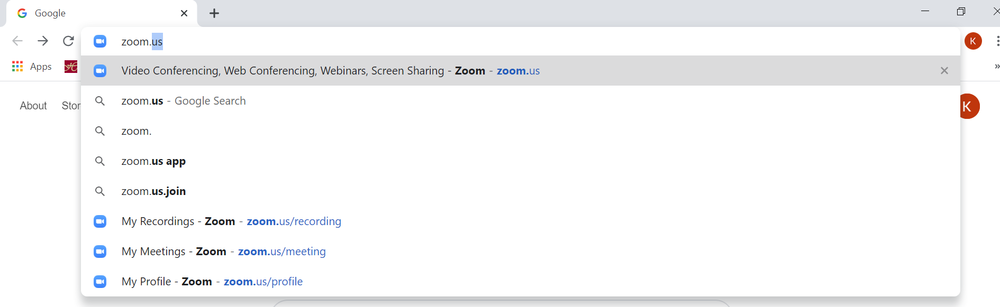 Google
zoom.us
K
Apps
Video Conferencing, Web Conferencing, Webinars, Screen Sharing - Zoom - zoom.us
zoom.us - Google Search
About Stor
K
zoom.
zoom.us app
zoom.us.join
My Recordings - Zoom - zoom.us/recording
My Meetings - Zoom - zoom.us/meeting
My Profile - Zoom - zoom.us/profile